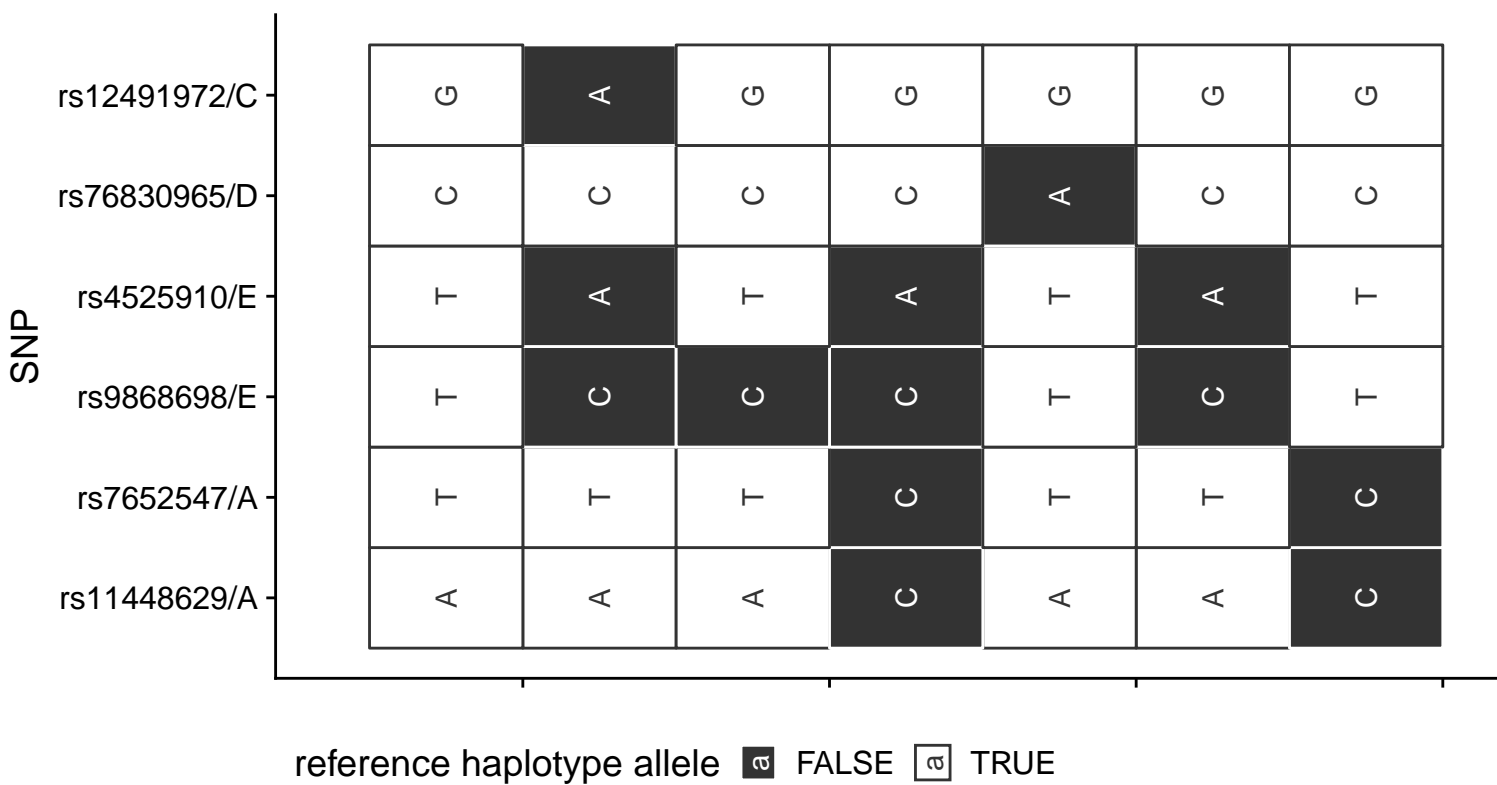 SNP
rs12491972/C G A G G G G G
rs76830965/D C C C C A C C
rs4525910/E T A T A T A T
rs9868698/E T C C C T C T
rs7652547/A T T T C T T C
rs11448629/A A A A C A A C
reference haplotype allele a FALSE a TRUE